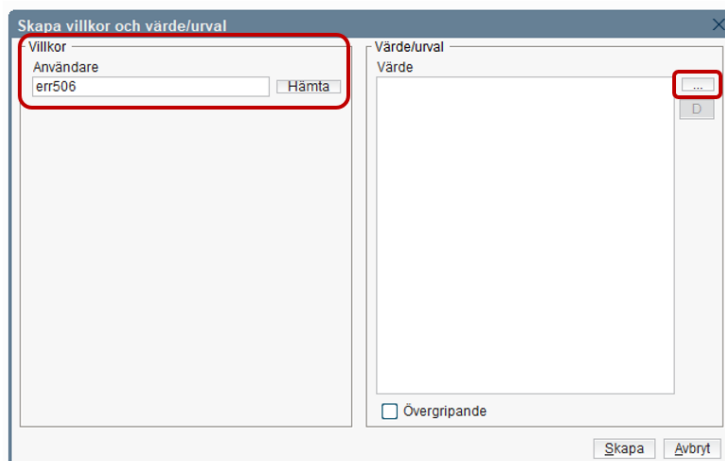 Skapa villkor och värde/urval
Villkor
Användare
err506
Hämta
Värde/urval
Värde
...
D
Övergripande
Skapa
Avbryt